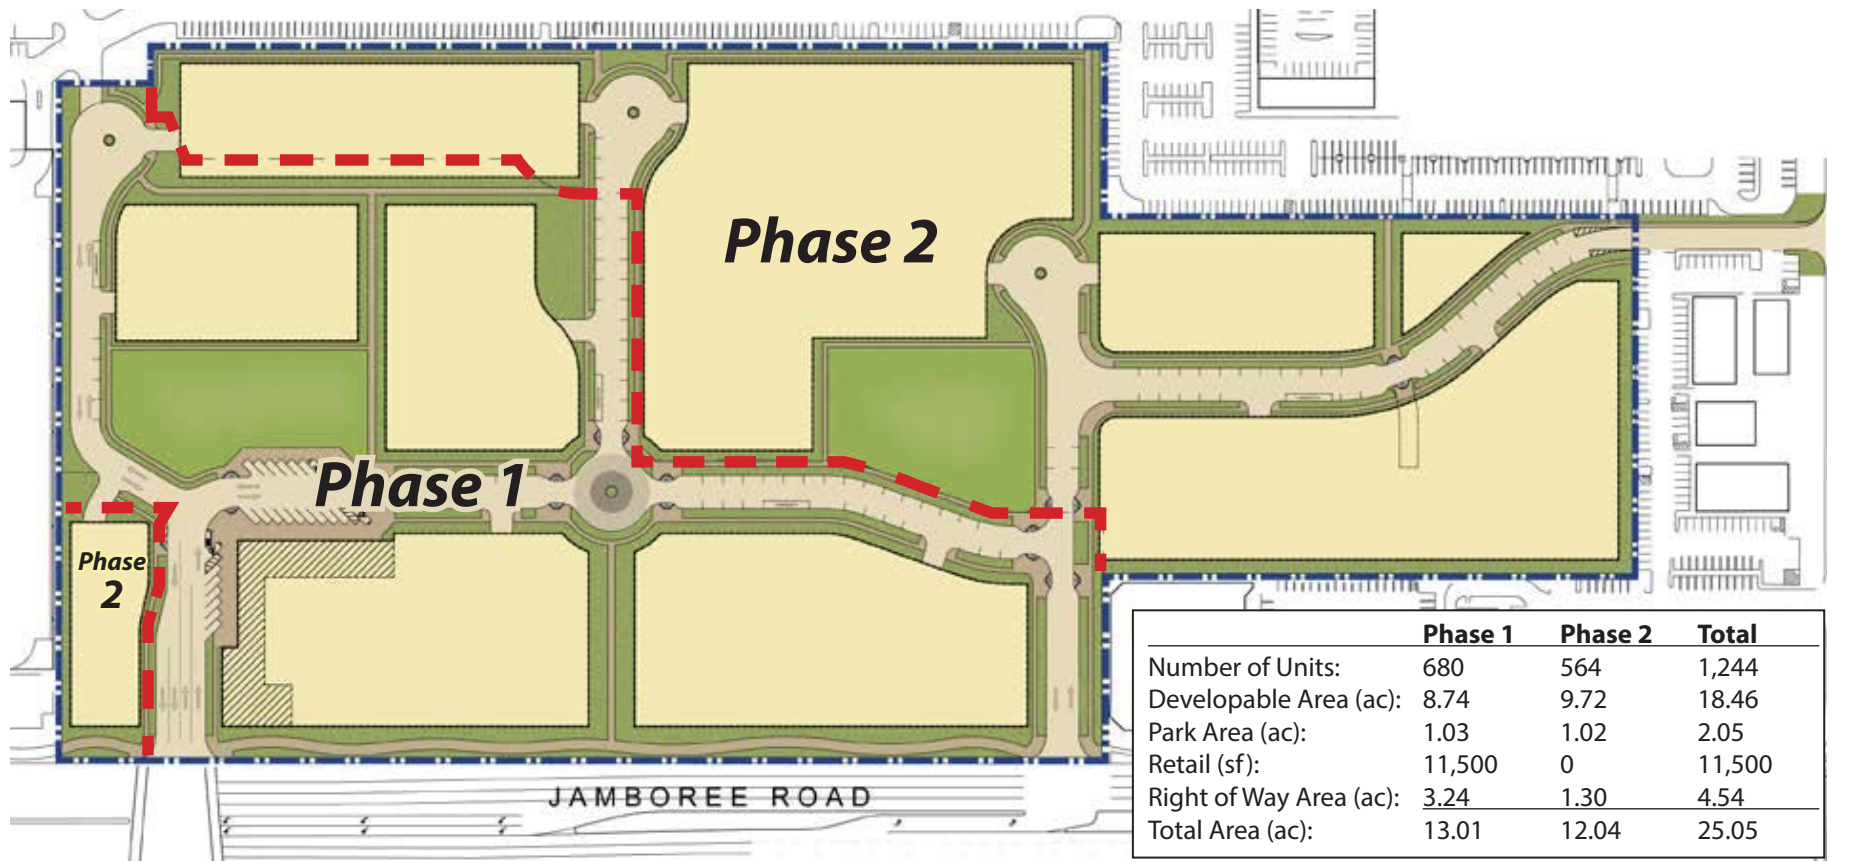 Phase 2
Phase 1
Phase
2
JAMBOREE ROAD
Phase 1 Phase 2 Total
Number of Units: 680 564 1,244
Developable Area (ac): 8.74 9.72 18.46
Park Area (ac): 1.03 1.02 2.05
Retail (sf): 11,500 0 11,500
Right of Way Area (ac): 3.24 1.30 4.54
Total Area (ac): 13.01 12.04 25.05